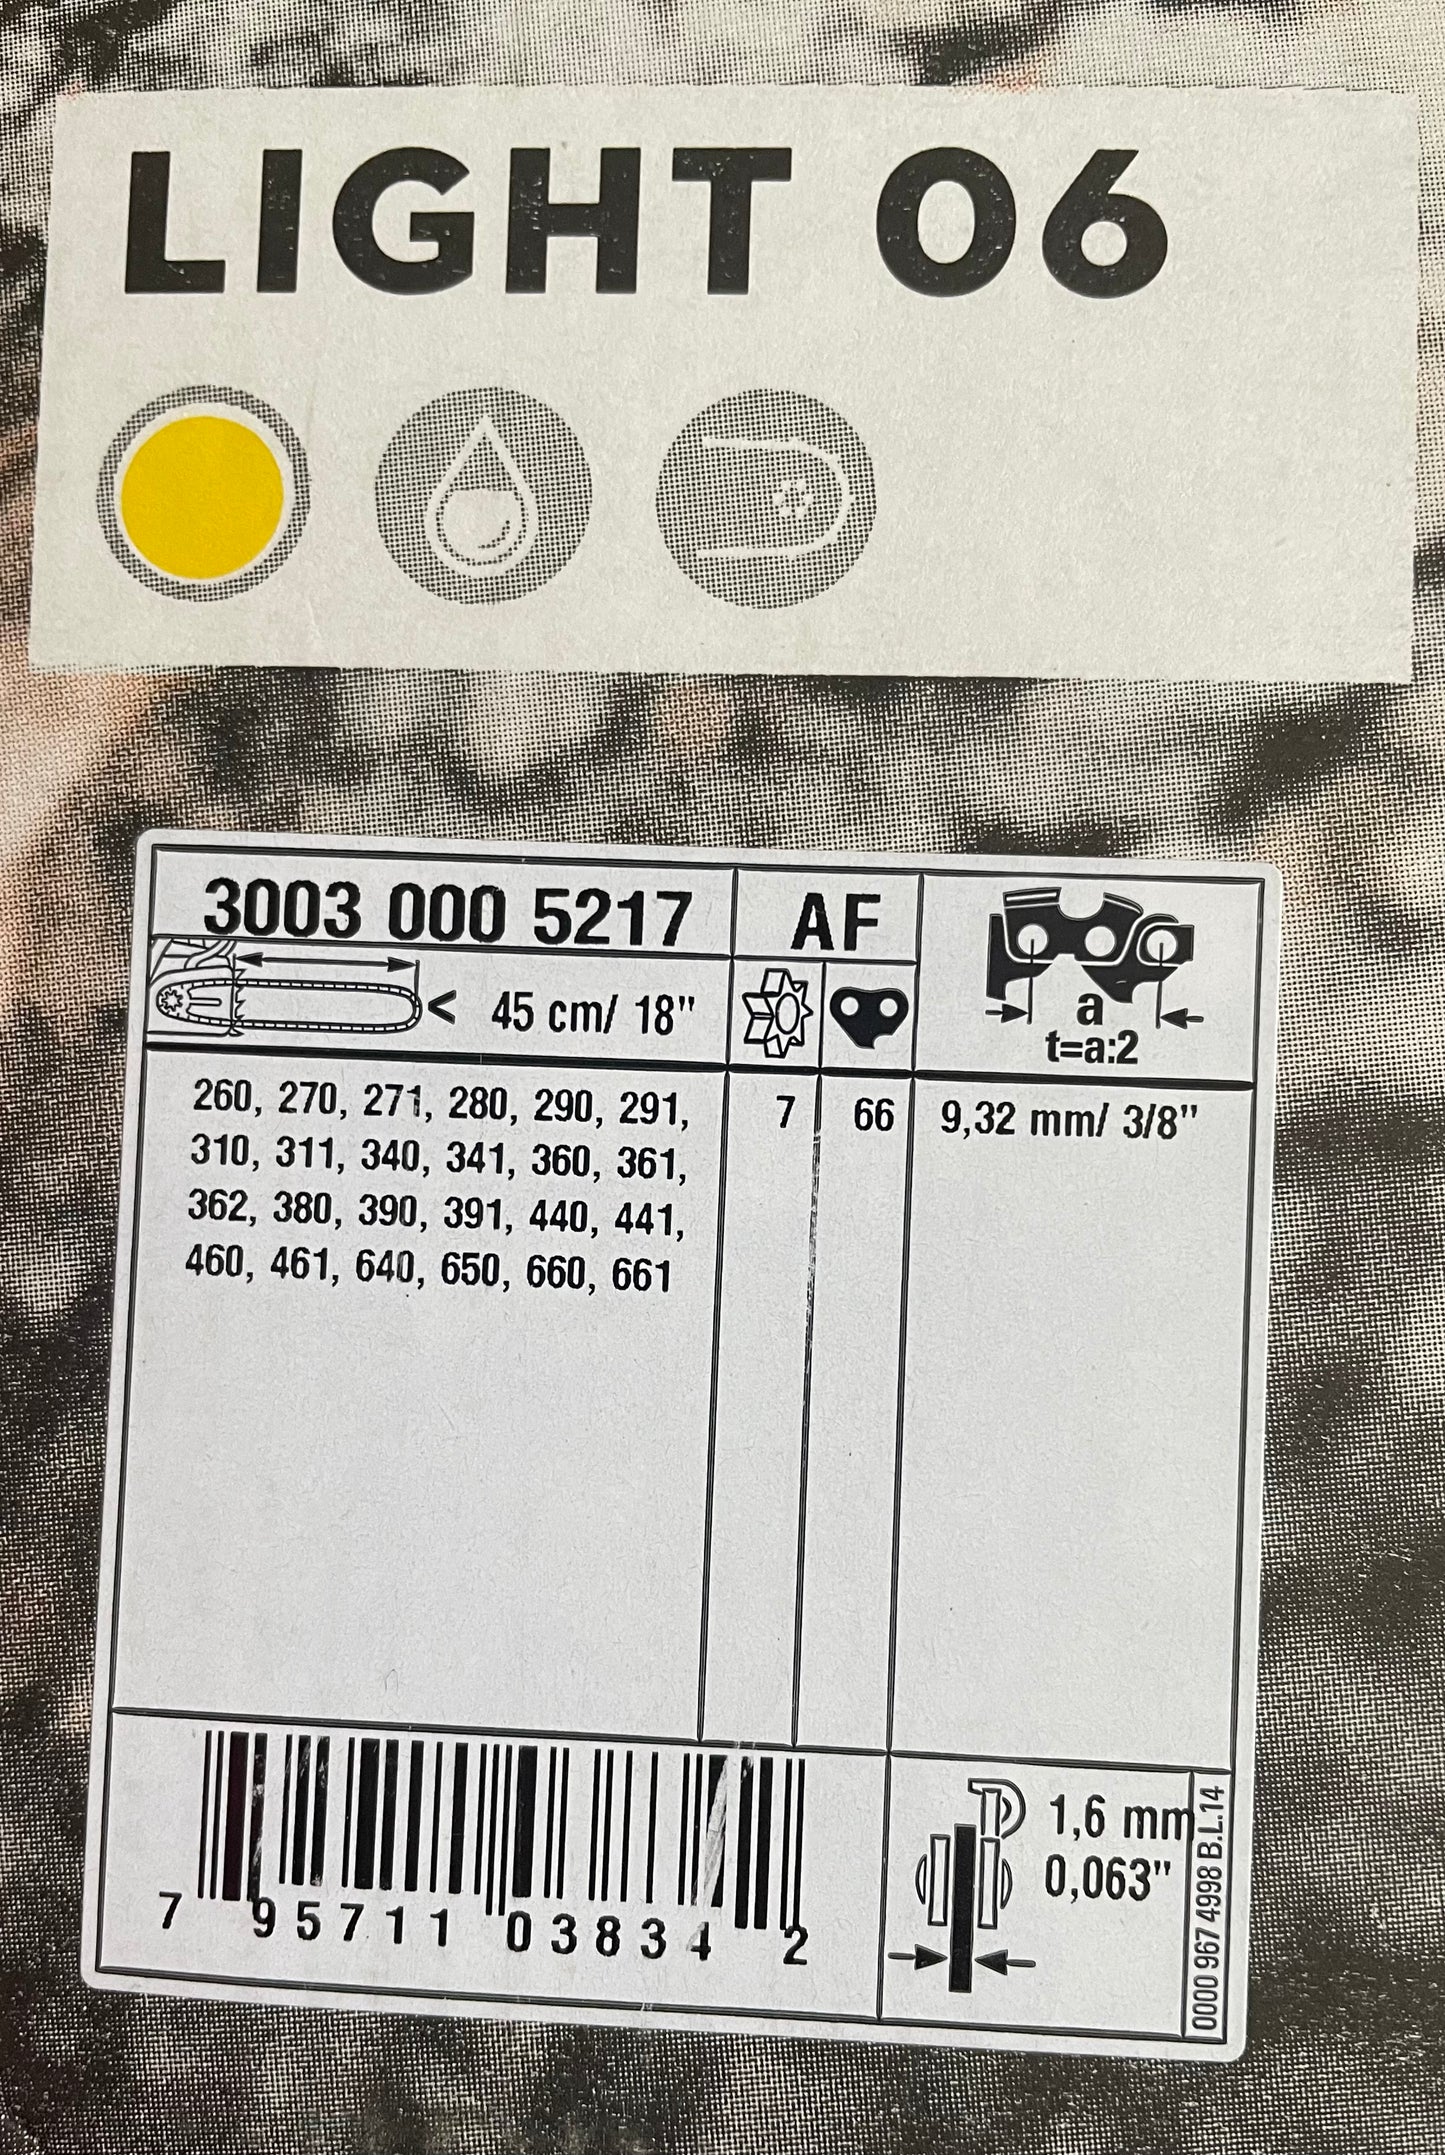 LIGHT 06
3003 000 5217
AF
a
t=a:2
< 45 cm/ 18"
260, 270, 271, 280, 290, 291,
310, 311, 340, 341, 360, 361,
362, 380, 390, 391, 440, 441,
460, 461, 640, 650, 660, 661
7
66
9,32 mm/ 3/8"
7 95711 03834 2
1,6 mm
0,063"
0000 967 4998 B.L.14